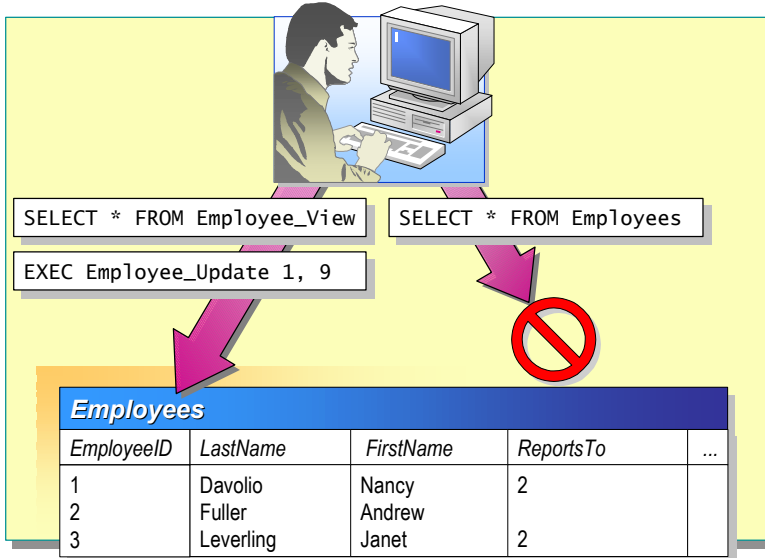 SELECT * FROM Employee_View
SELECT * FROM Employees
EXEC Employee_Update 1, 9
Employees
EmployeeID LastName FirstName ReportsTo ...
1 Davolio Nancy 2
2 Fuller Andrew
3 Leverling Janet 2